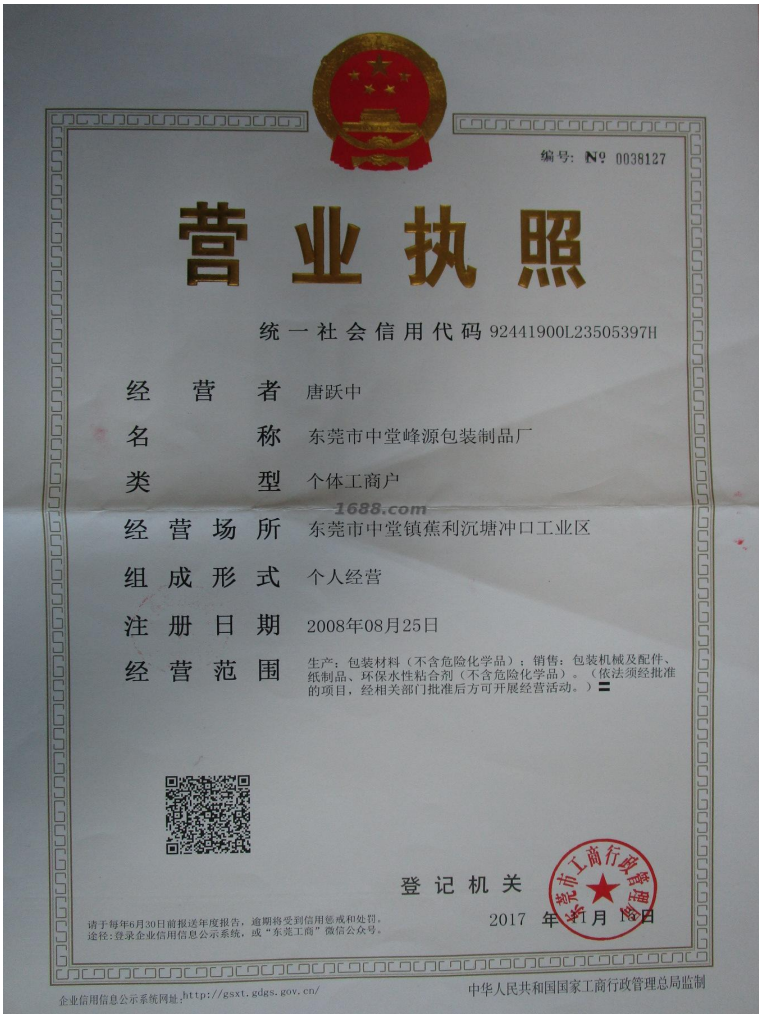 编号: № 0038127
营业执照
统一社会信用代码 92441900L23505397H
经营者 唐跃中
名称 东莞市中堂峰源包装制品厂
类型 个体工商户
1688.com
经营场所 东莞市中堂镇蕉利沉塘冲口工业区
组成形式 个人经营
注册日期 2008年08月25日
经营范围 生产：包装材料（不含危险化学品）；销售：包装机械及配件、
纸制品、环保水性粘合剂（不含危险化学品）。（依法须经批准
的项目，经相关部门批准后方可开展经营活动。）〓
东莞市工商行政管理局
登记机关
2017 年 11月 日
请于每年6月30日前报送年度报告，逾期将受到信用惩戒和处罚。
途径:登录企业信用信息公示系统，或“东莞工商”微信公众号。
企业信用信息公示系统网址:http://gsxt.gdgs.gov.cn/
中华人民共和国国家工商行政管理总局监制